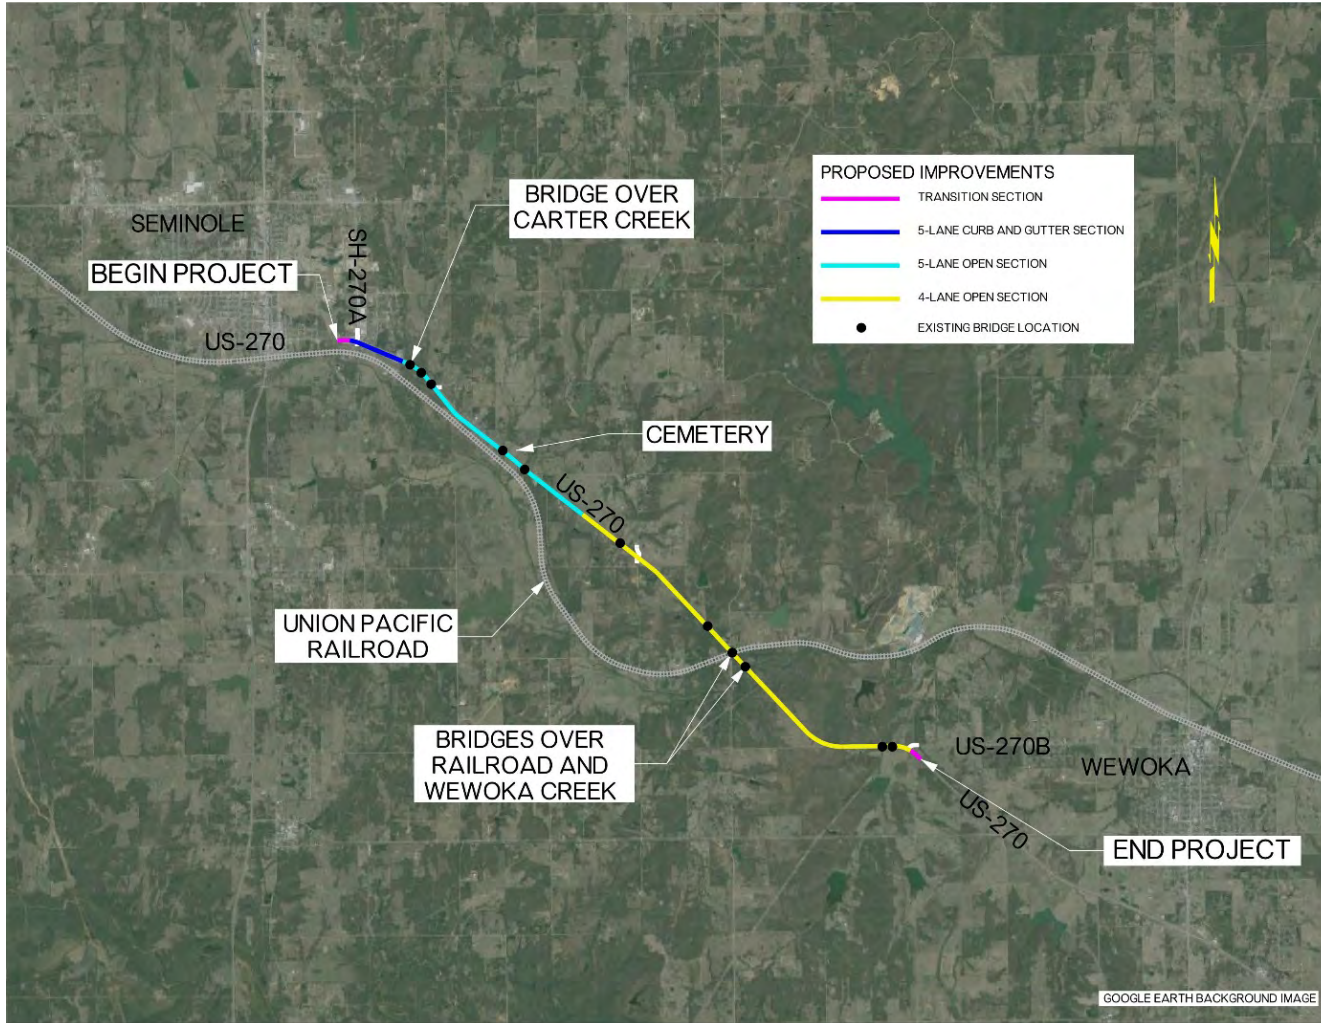 BRIDGE OVER
CARTER CREEK
PROPOSED IMPROVEMENTS
TRANSITION SECTION
5-LANE CURB AND GUTTER SECTION
5-LANE OPEN SECTION
4-LANE OPEN SECTION
EXISTING BRIDGE LOCATION
SEMINOLE
SH-270A
BEGIN PROJECT
US-270
CEMETERY
US-270
UNION PACIFIC
RAILROAD
BRIDGES OVER
RAILROAD AND
WEWOKA CREEK
US-270B
WEWOKA
US-270
END PROJECT
GOOGLE EARTH BACKGROUND IMAGE